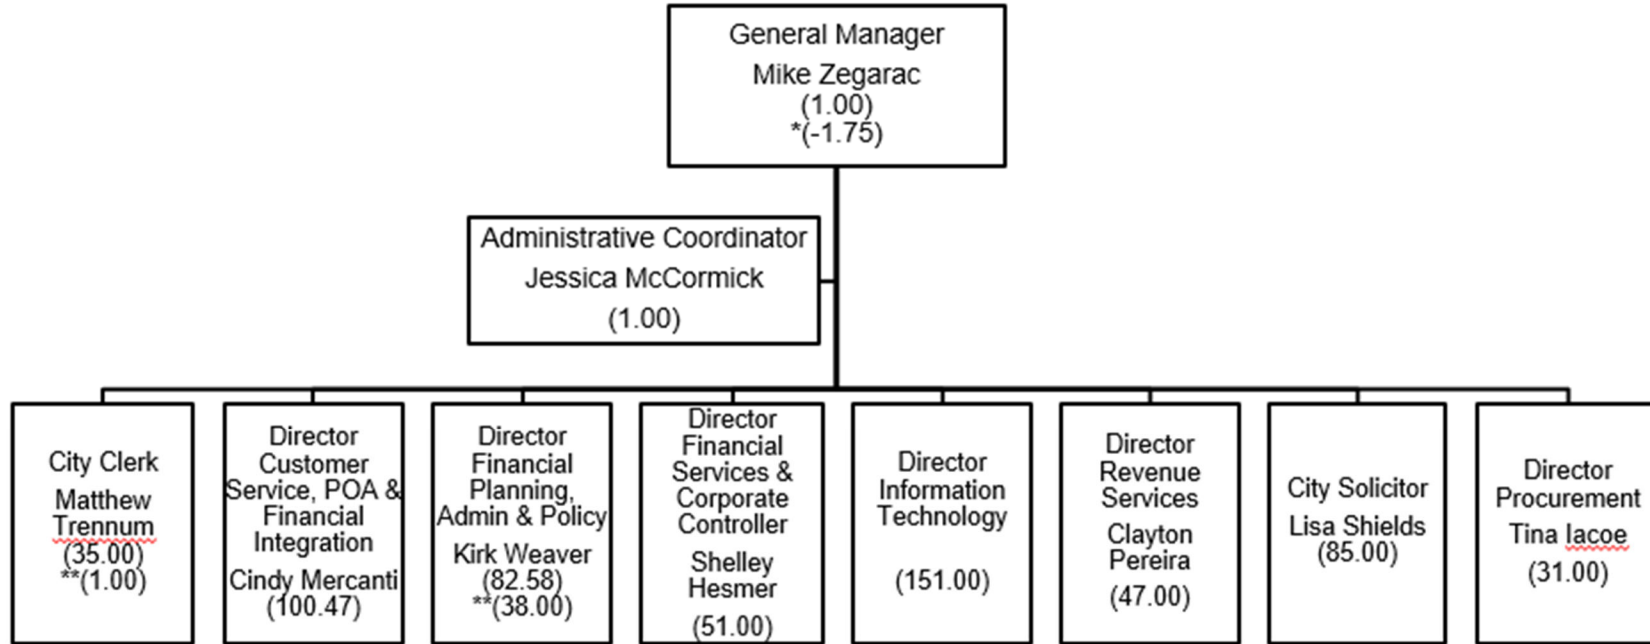 General Manager
Mike Zegarac
(1.00)
*(-1.75)
Administrative Coordinator
Jessica McCormick
(1.00)
City Clerk
Matthew
Trennum
(35.00)
**(1.00)
Director
Customer
Service, POA &
Financial
Integration
Cindy Mercanti
(100.47)
Director
Financial
Planning,
Admin & Policy
Kirk Weaver
(82.58)
**(38.00)
Director
Financial
Services &
Corporate
Controller
Shelley
Hesmer
(51.00)
Director
Information
Technology
(151.00)
Director
Revenue
Services
Clayton
Pereira
(47.00)
City Solicitor
Lisa Shields
(85.00)
Director
Procurement
Tina Iacoe
(31.00)